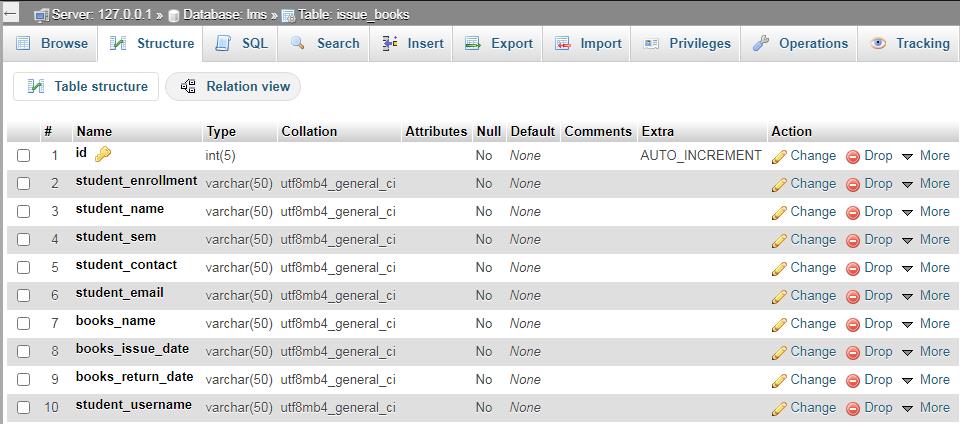 Server: 127.0.0.1 » Database: lms » Table: issue_books
Browse Structure SQL Search Insert Export Import Privileges Operations Tracking
Table structure Relation view
# Name Type Collation Attributes Null Default Comments Extra Action
1 id int(5) No None AUTO_INCREMENT Change Drop More
2 student_enrollment varchar(50) utf8mb4_general_ci No None Change Drop More
3 student_name varchar(50) utf8mb4_general_ci No None Change Drop More
4 student_sem varchar(50) utf8mb4_general_ci No None Change Drop More
5 student_contact varchar(50) utf8mb4_general_ci No None Change Drop More
6 student_email varchar(50) utf8mb4_general_ci No None Change Drop More
7 books_name varchar(50) utf8mb4_general_ci No None Change Drop More
8 books_issue_date varchar(50) utf8mb4_general_ci No None Change Drop More
9 books_return_date varchar(50) utf8mb4_general_ci No None Change Drop More
10 student_username varchar(50) utf8mb4_general_ci No None Change Drop More